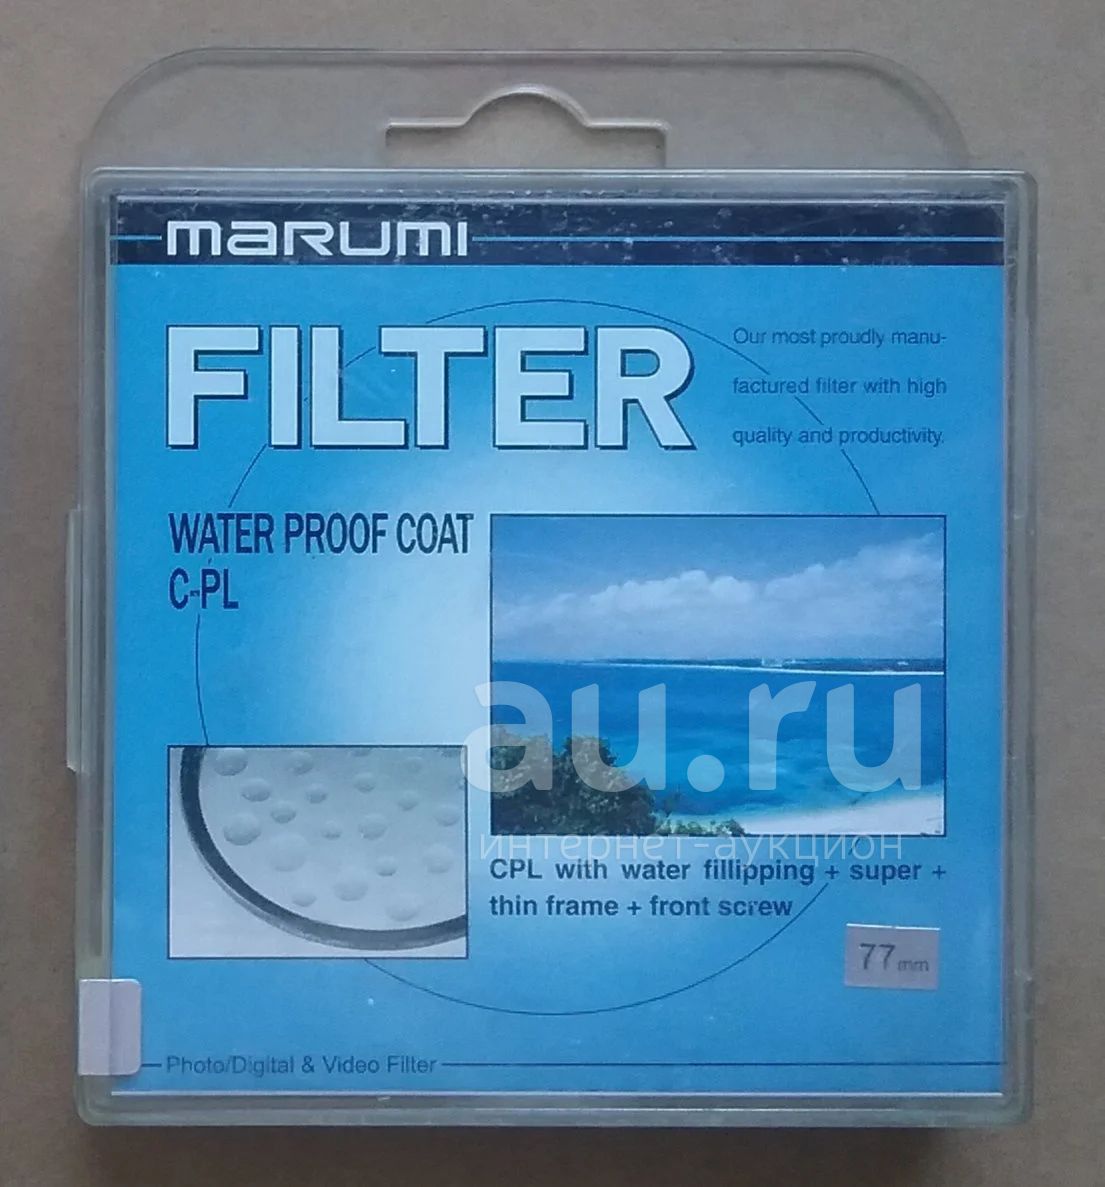 marumi
FILTER
Our most proudly manu-
factured filter with high
quality and productivity.
WATER PROOF COAT
C-PL
au.ru
интернет-аукцион
CPL with water fillipping + super +
thin frame + front screw
77mm
Photo/Digital & Video Filter